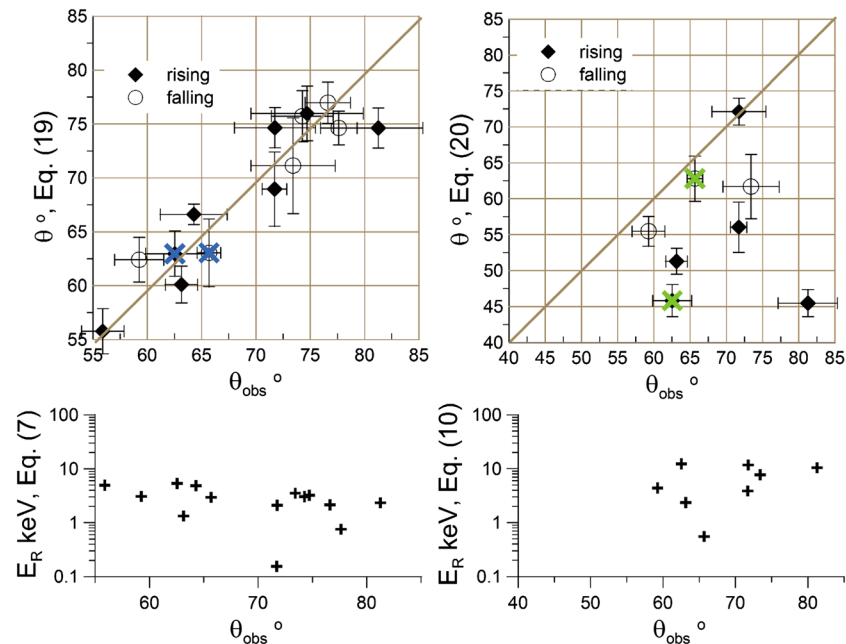 85
80
75
70
65
60
55
55 60 65 70 75 80 85
θ °, Eq. (19)
θobs °
rising
falling
85
80
75
70
65
60
55
50
45
40
40 45 50 55 60 65 70 75 80 85
θ °, Eq. (20)
θobs °
rising
falling
100
10
1
0.1
60 70 80
ER keV, Eq. (7)
θobs °
100
10
1
0.1
40 50 60 70 80
ER keV, Eq. (10)
θobs °